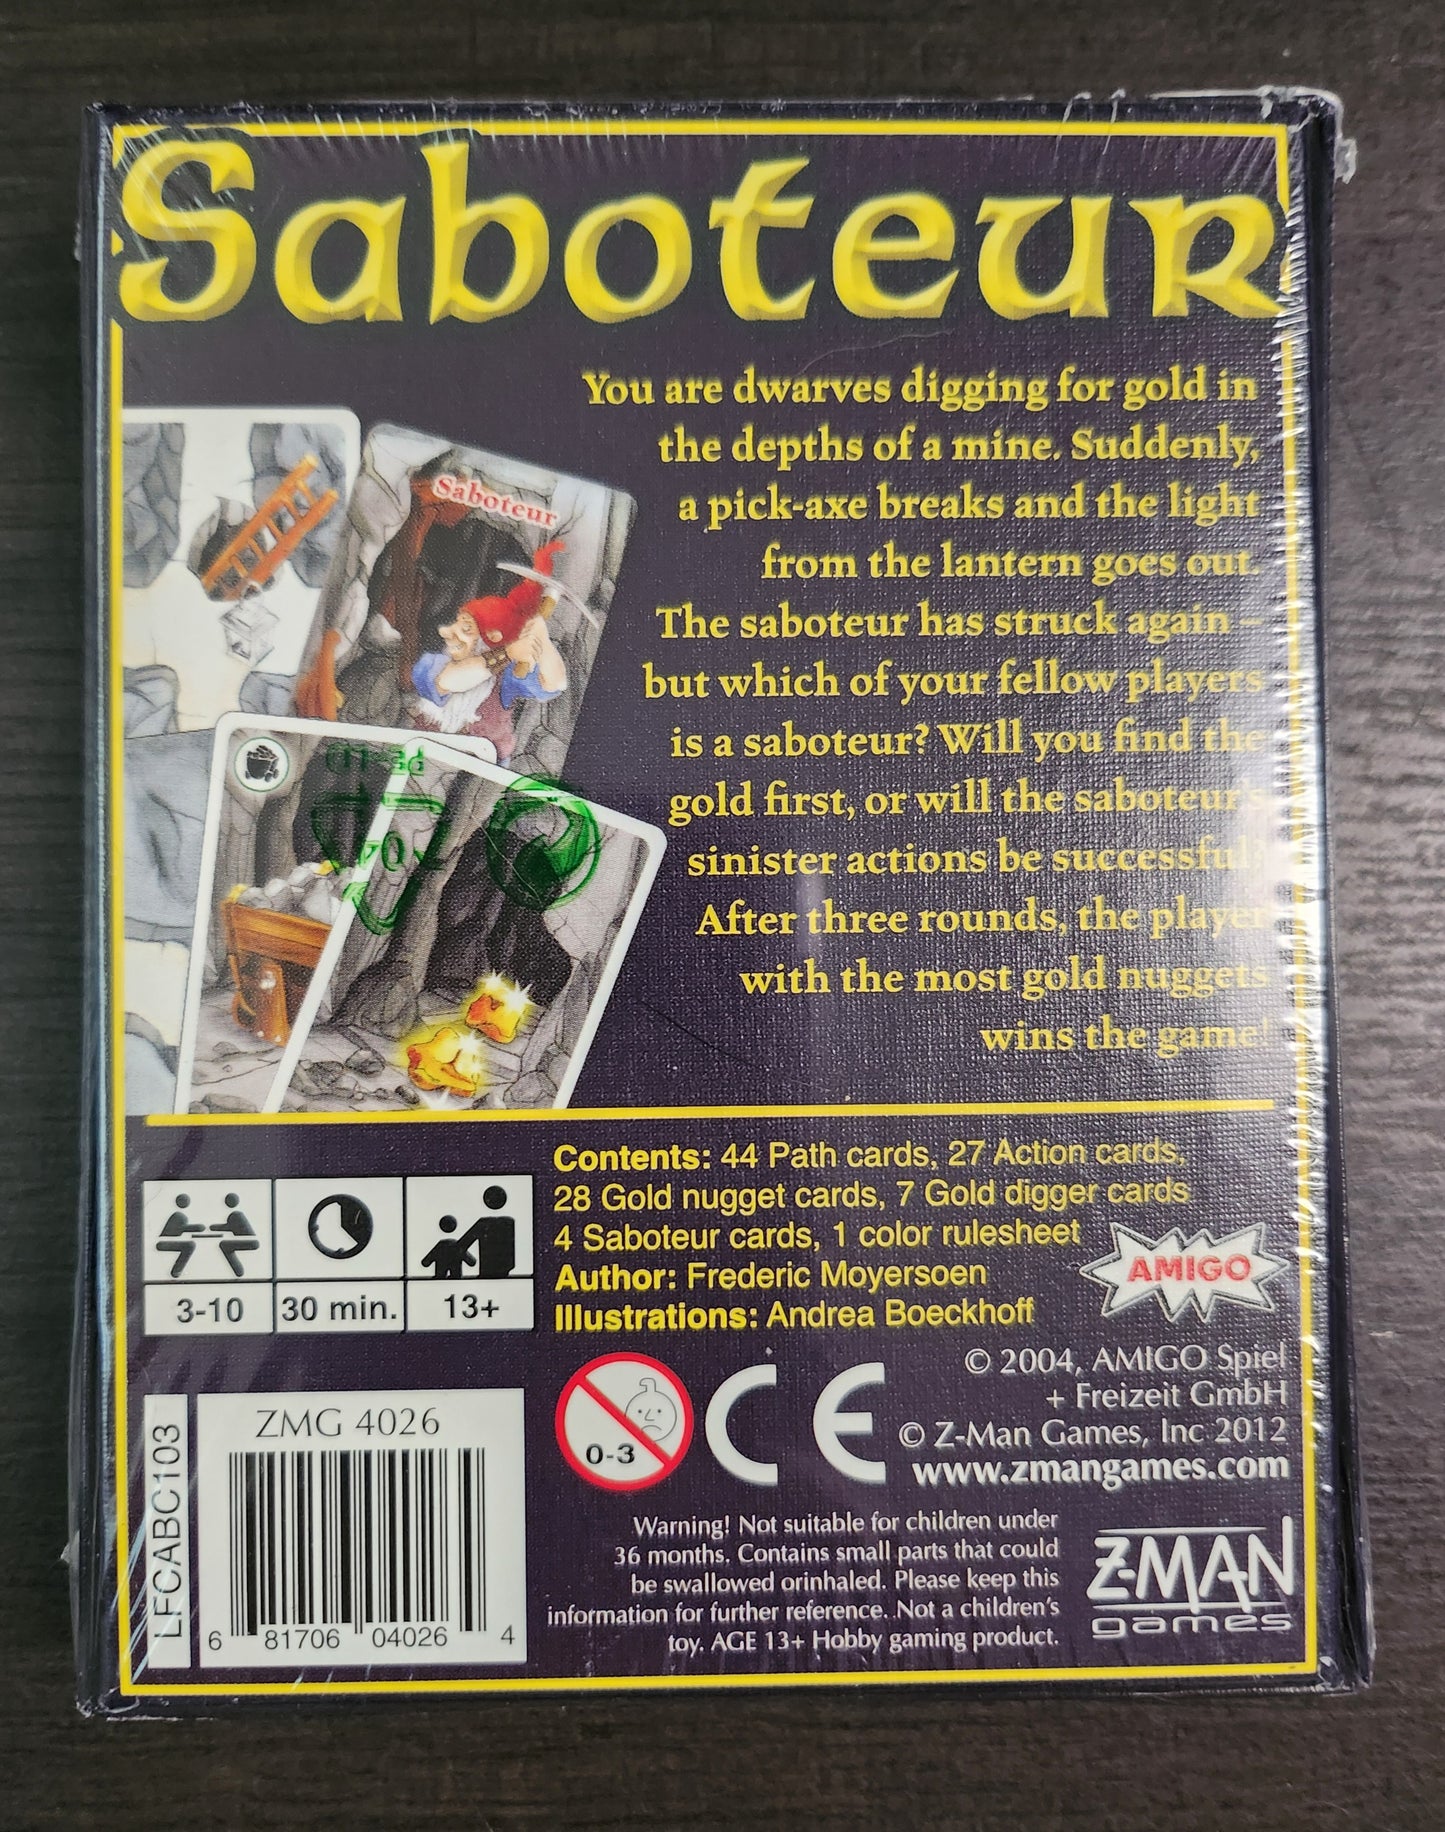 Saboteur
You are dwarves digging for gold in
the depths of a mine. Suddenly,
a pick-axe breaks and the light
from the lantern goes out.
The saboteur has struck again –
but which of your fellow players
is a saboteur? Will you find the
gold first, or will the saboteur's
sinister actions be successful?
After three rounds, the player
with the most gold nuggets
wins the game!
Saboteur
PE-LD
04
Contents: 44 Path cards, 27 Action cards,
28 Gold nugget cards, 7 Gold digger cards
4 Saboteur cards, 1 color rulesheet
Author: Frederic Moyersoen
Illustrations: Andrea Boeckhoff
AMIGO
3-10
30 min.
13+
© 2004, AMIGO Spiel
+ Freizeit GmbH
© Z-Man Games, Inc 2012
www.zmangames.com
0-3
CE
LFCABC103
ZMG 4026
6 81706 04026 4
Warning! Not suitable for children under
36 months. Contains small parts that could
be swallowed orinhaled. Please keep this
information for further reference. Not a children's
toy. AGE 13+ Hobby gaming product.
Z-MAN
games